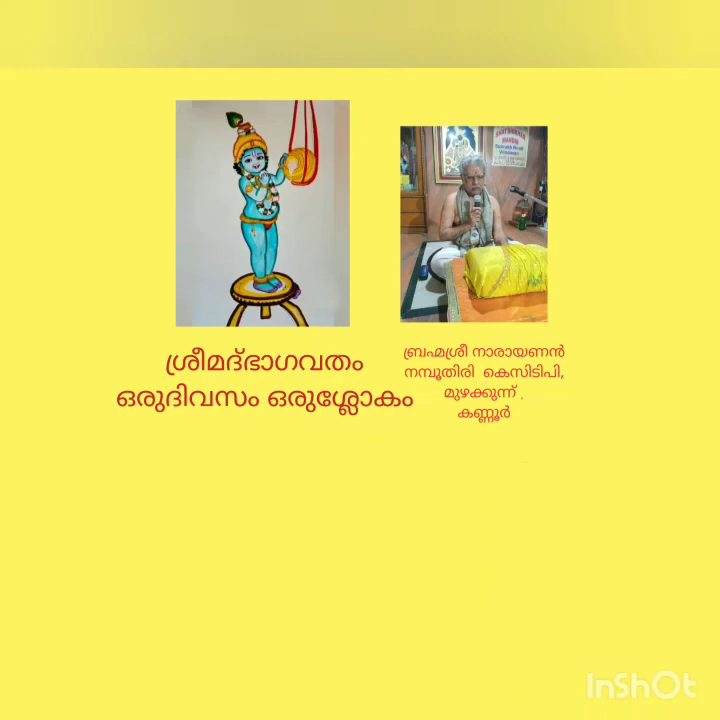 ശ്രീമദ്ഭാഗവതം
ഒരുദിവസം ഒരുശ്ലോകം
ബ്രഹ്മശ്രീ നാരായണൻ
നമ്പൂതിരി കെസിടിപി,
മുഴക്കുന്ന് .
കണ്ണൂർ
InShOt